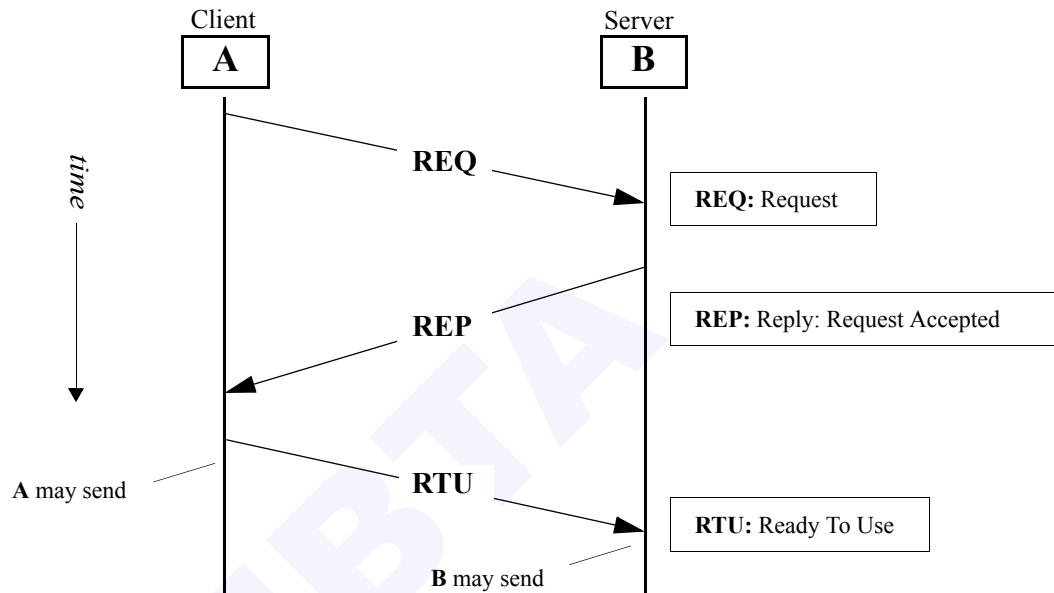 Client
Server
A
B
time
REQ
REQ: Request
REP
REP: Reply: Request Accepted
A may send
RTU
RTU: Ready To Use
B may send
IBTA